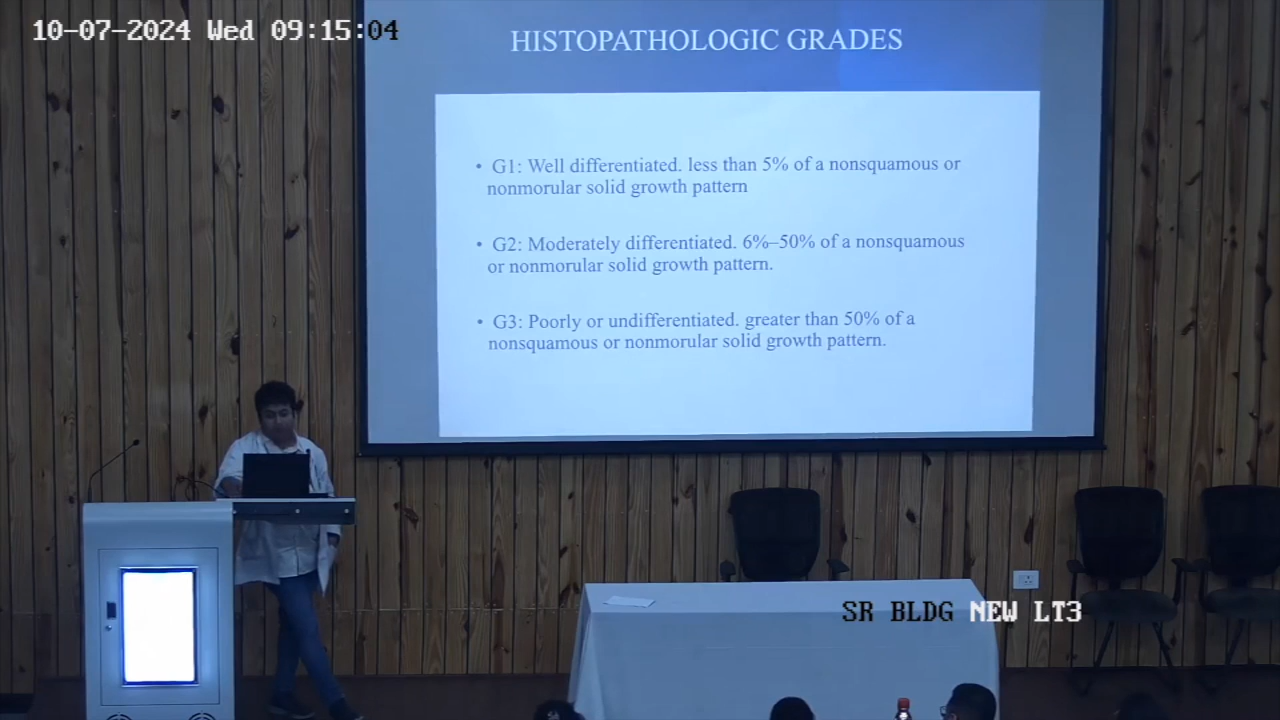 10-07-2024 Wed 09:15:04
HISTOPATHOLOGIC GRADES
• G1: Well differentiated. less than 5% of a nonsquamous or
nonmorular solid growth pattern
• G2: Moderately differentiated. 6%–50% of a nonsquamous
or nonmorular solid growth pattern.
• G3: Poorly or undifferentiated. greater than 50% of a
nonsquamous or nonmorular solid growth pattern.
SR BLDG NEW LT3